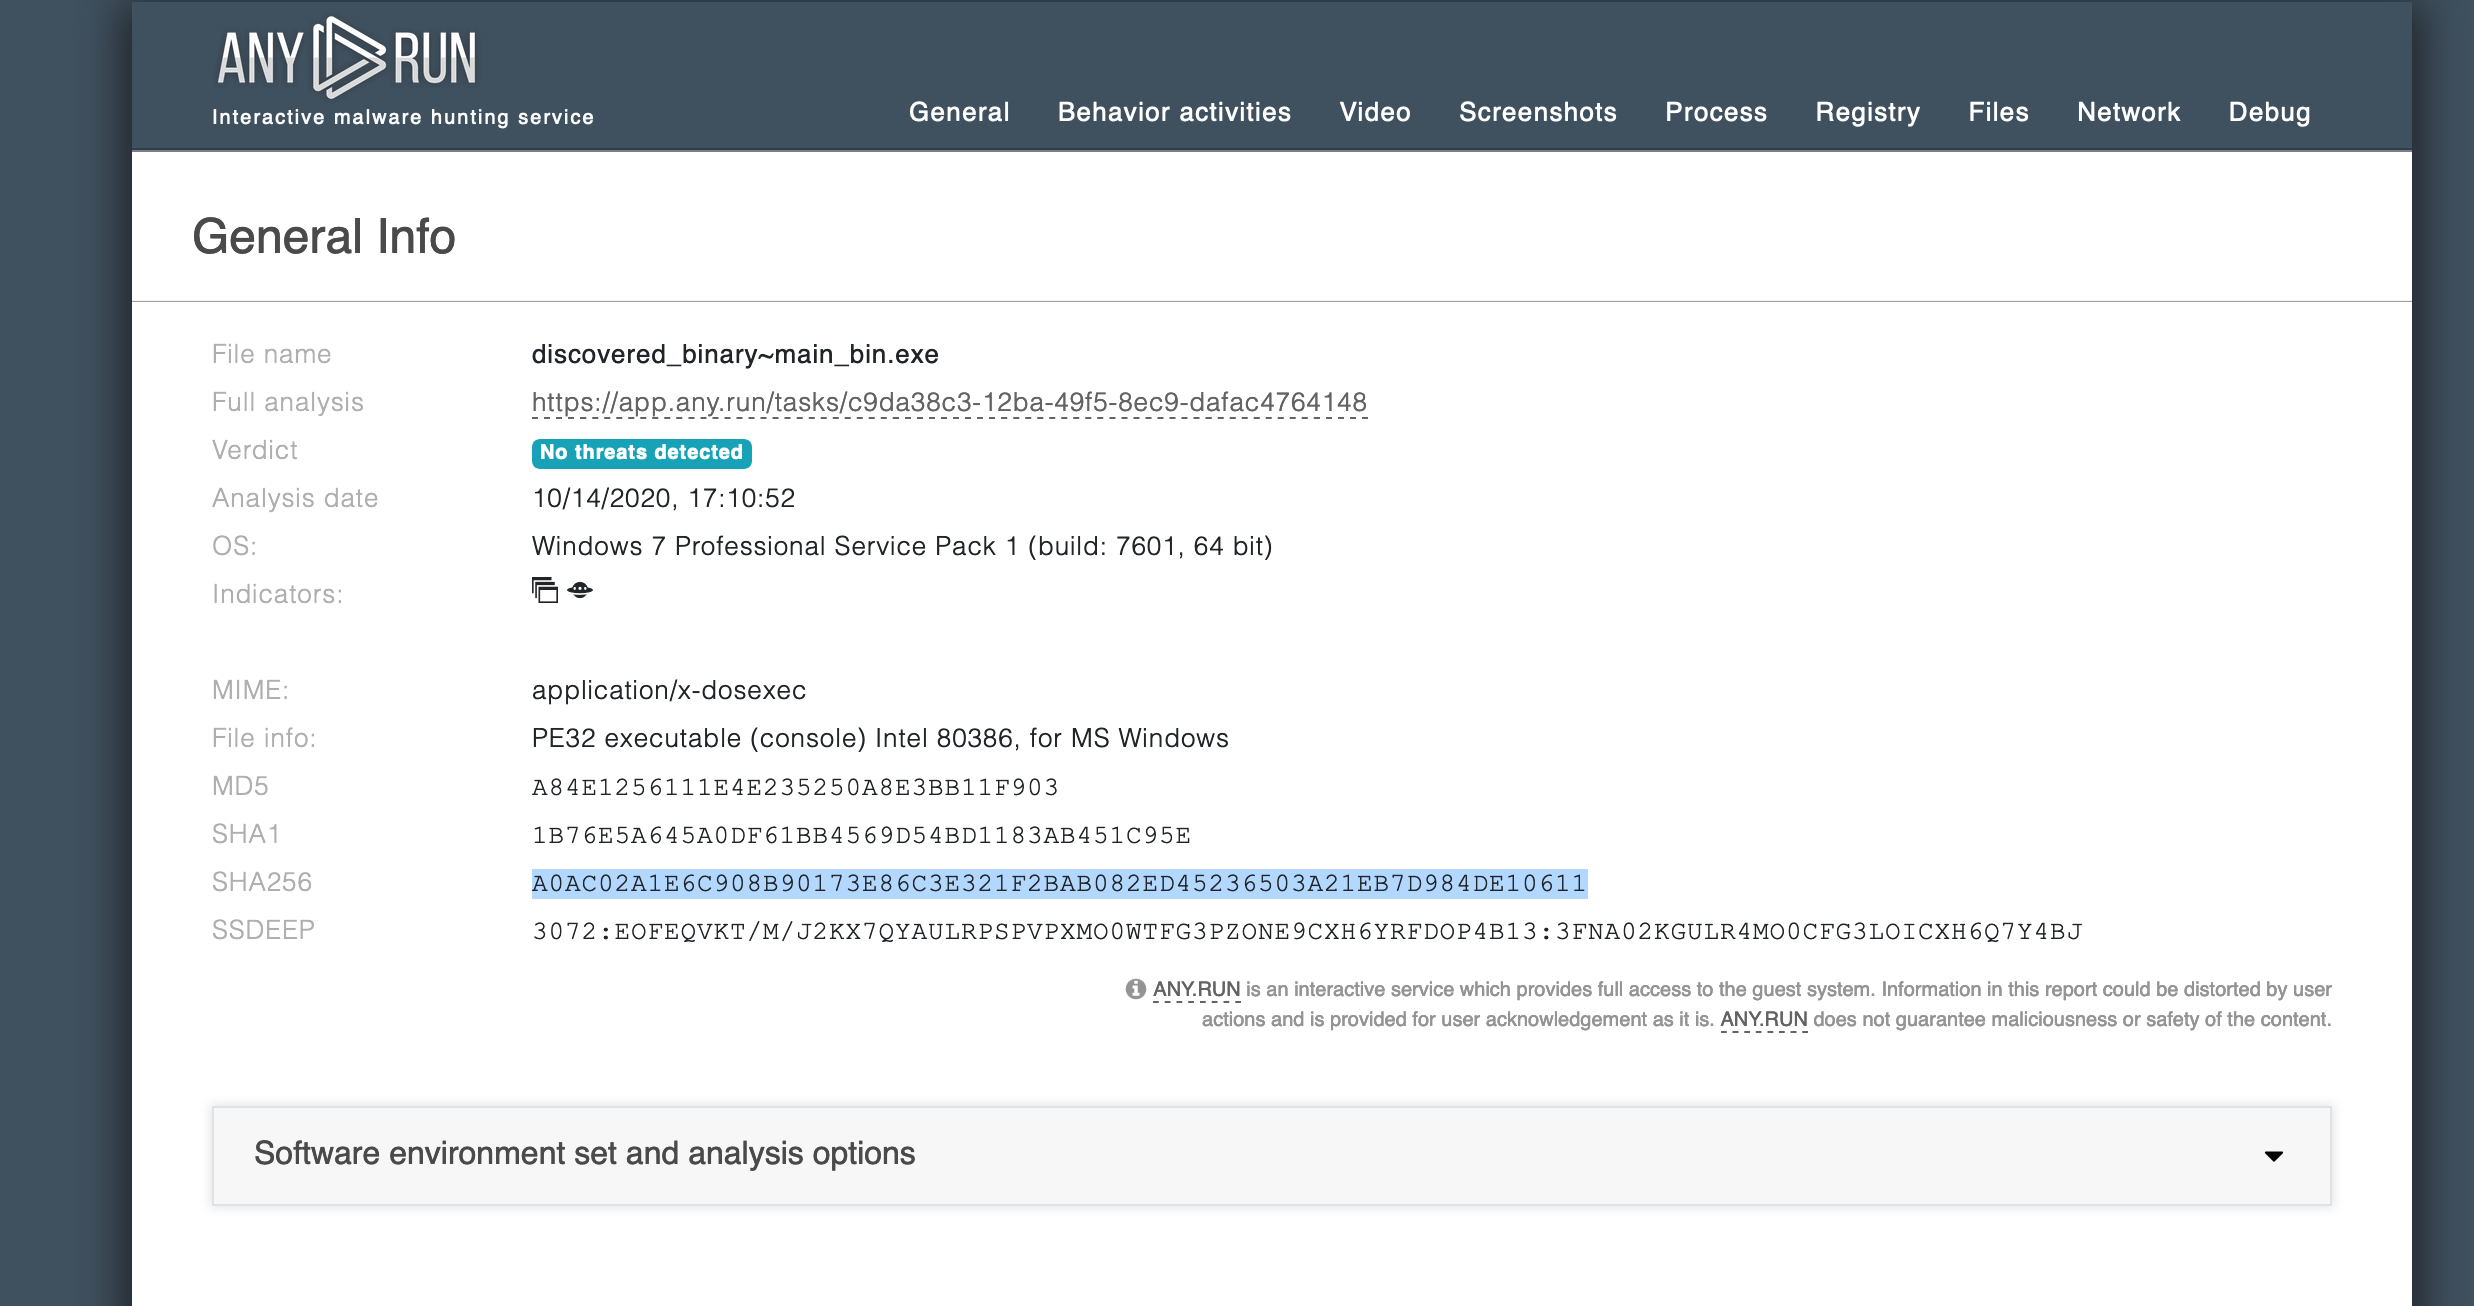 ANY RUN
Interactive malware hunting service
General Behavior activities Video Screenshots Process Registry Files Network Debug
General Info
File name discovered_binary~main_bin.exe
Full analysis https://app.any.run/tasks/c9da38c3-12ba-49f5-8ec9-dafac4764148
Verdict No threats detected
Analysis date 10/14/2020, 17:10:52
OS: Windows 7 Professional Service Pack 1 (build: 7601, 64 bit)
Indicators:
MIME: application/x-dosexec
File info: PE32 executable (console) Intel 80386, for MS Windows
MD5 A84E1256111E4E235250A8E3BB11F903
SHA1 1B76E5A645A0DF61BB4569D54BD1183AB451C95E
SHA256 A0AC02A1E6C908B90173E86C3E321F2BAB082ED45236503A21EB7D984DE10611
SSDEEP 3072:EOFEQVKT/M/J2KX7QYAULRPSPVPXMO0WTFG3PZONE9CXH6YRFDOP4B13:3FNA02KGULR4MO0CFG3LOICXH6Q7Y4BJ
ANY.RUN is an interactive service which provides full access to the guest system. Information in this report could be distorted by user
actions and is provided for user acknowledgement as it is. ANY.RUN does not guarantee maliciousness or safety of the content.
Software environment set and analysis options